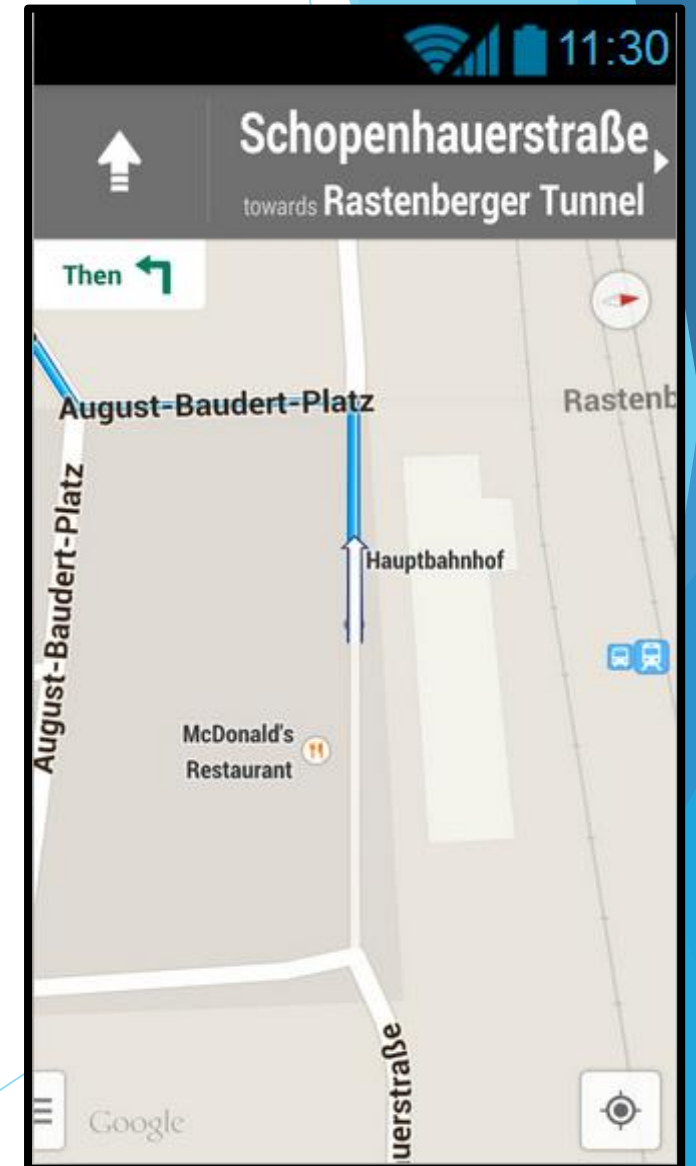 11:30
Schopenhauerstraße
towards Rastenberger Tunnel
Then
August-Baudert-Platz
Rastenb
August-Baudert-Platz
Hauptbahnhof
McDonald's
Restaurant
uerstraße
Google